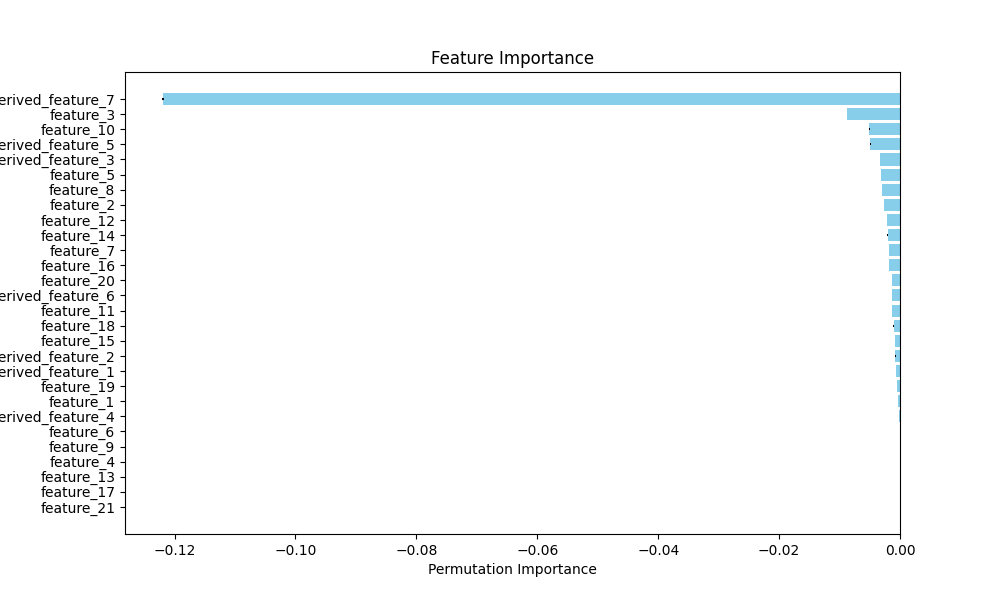 Feature Importance
erived_feature_7
feature_3
feature_10
erived_feature_5
erived_feature_3
feature_5
feature_8
feature_2
feature_12
feature_14
feature_7
feature_16
feature_20
erived_feature_6
feature_11
feature_18
feature_15
erived_feature_2
erived_feature_1
feature_19
feature_1
erived_feature_4
feature_6
feature_9
feature_4
feature_13
feature_17
feature_21
−0.12 −0.10 −0.08 −0.06 −0.04 −0.02 0.00
Permutation Importance